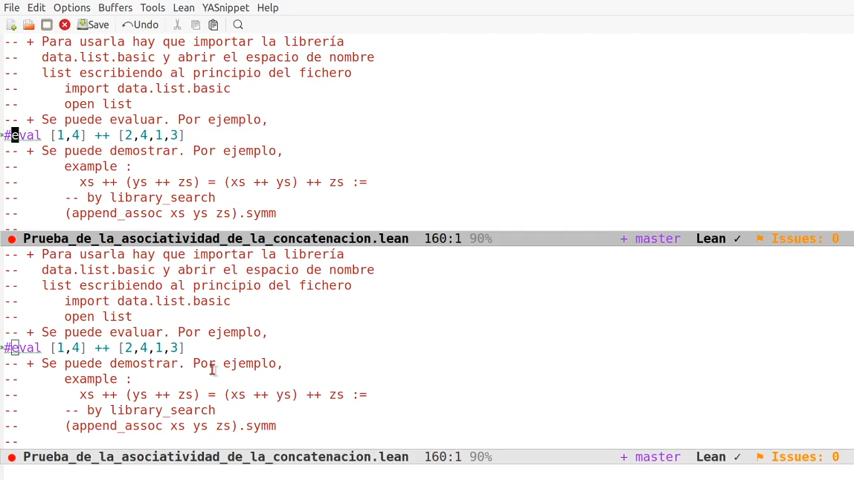 File Edit Options Buffers Tools Lean YASnippet Help
Save Undo
-- + Para usarla hay que importar la librería
--   data.list.basic y abrir el espacio de nombre
--   list escribiendo al principio del fichero
--      import data.list.basic
--      open list
-- + Se puede evaluar. Por ejemplo,
#eval [1,4] ++ [2,4,1,3]
-- + Se puede demostrar. Por ejemplo,
--      example :
--        xs ++ (ys ++ zs) = (xs ++ ys) ++ zs :=
--      -- by library_search
--      (append_assoc xs ys zs).symm
--
Prueba_de_la_asociatividad_de_la_concatenacion.lean 160:1 90% + master Lean ✓ Issues: 0
-- + Para usarla hay que importar la librería
--   data.list.basic y abrir el espacio de nombre
--   list escribiendo al principio del fichero
--      import data.list.basic
--      open list
-- + Se puede evaluar. Por ejemplo,
#eval [1,4] ++ [2,4,1,3]
-- + Se puede demostrar. Por ejemplo,
--      example :
--        xs ++ (ys ++ zs) = (xs ++ ys) ++ zs :=
--      -- by library_search
--      (append_assoc xs ys zs).symm
--
Prueba_de_la_asociatividad_de_la_concatenacion.lean 160:1 90% + master Lean ✓ Issues: 0